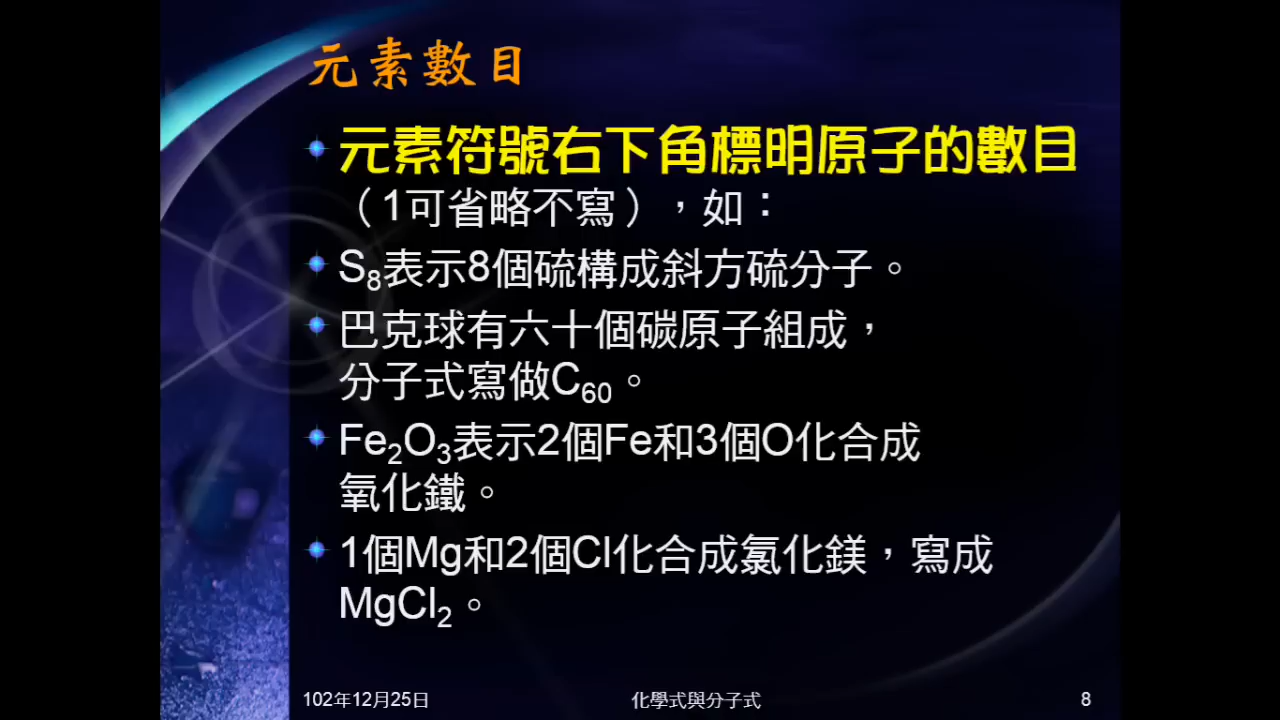 元素數目
元素符號右下角標明原子的數目
（1可省略不寫），如：
S₈表示8個硫構成斜方硫分子。
巴克球有六十個碳原子組成，
分子式寫做C₆₀。
Fe₂O₃表示2個Fe和3個O化合成
氧化鐵。
1個Mg和2個Cl化合成氯化鎂，寫成
MgCl₂。
102年12月25日
化學式與分子式
8